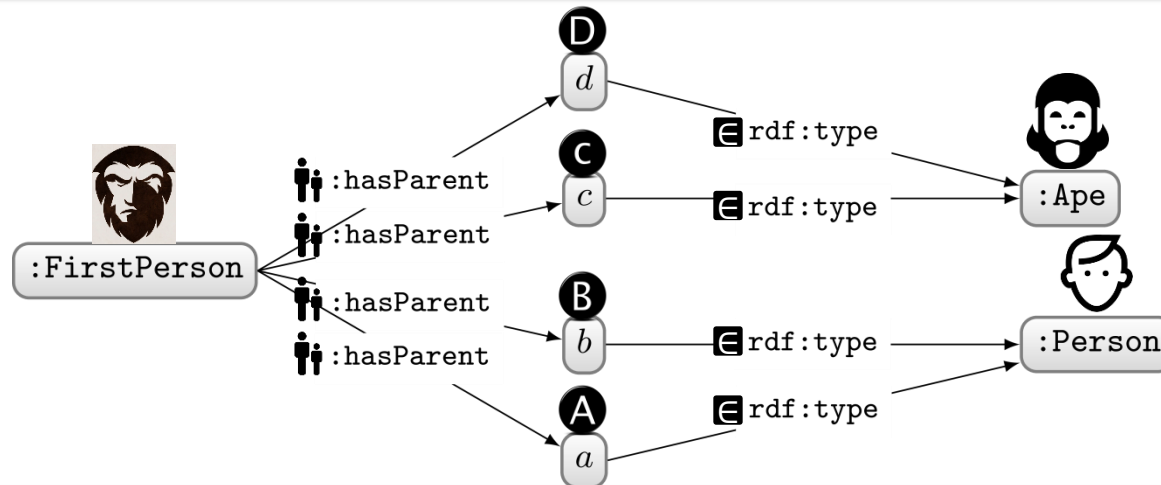 D
d
∈ rdf:type
:hasParent
C
c
∈ rdf:type
:Ape
:hasParent
:FirstPerson
:hasParent
B
b
∈ rdf:type
:Person
:hasParent
A
a
∈ rdf:type